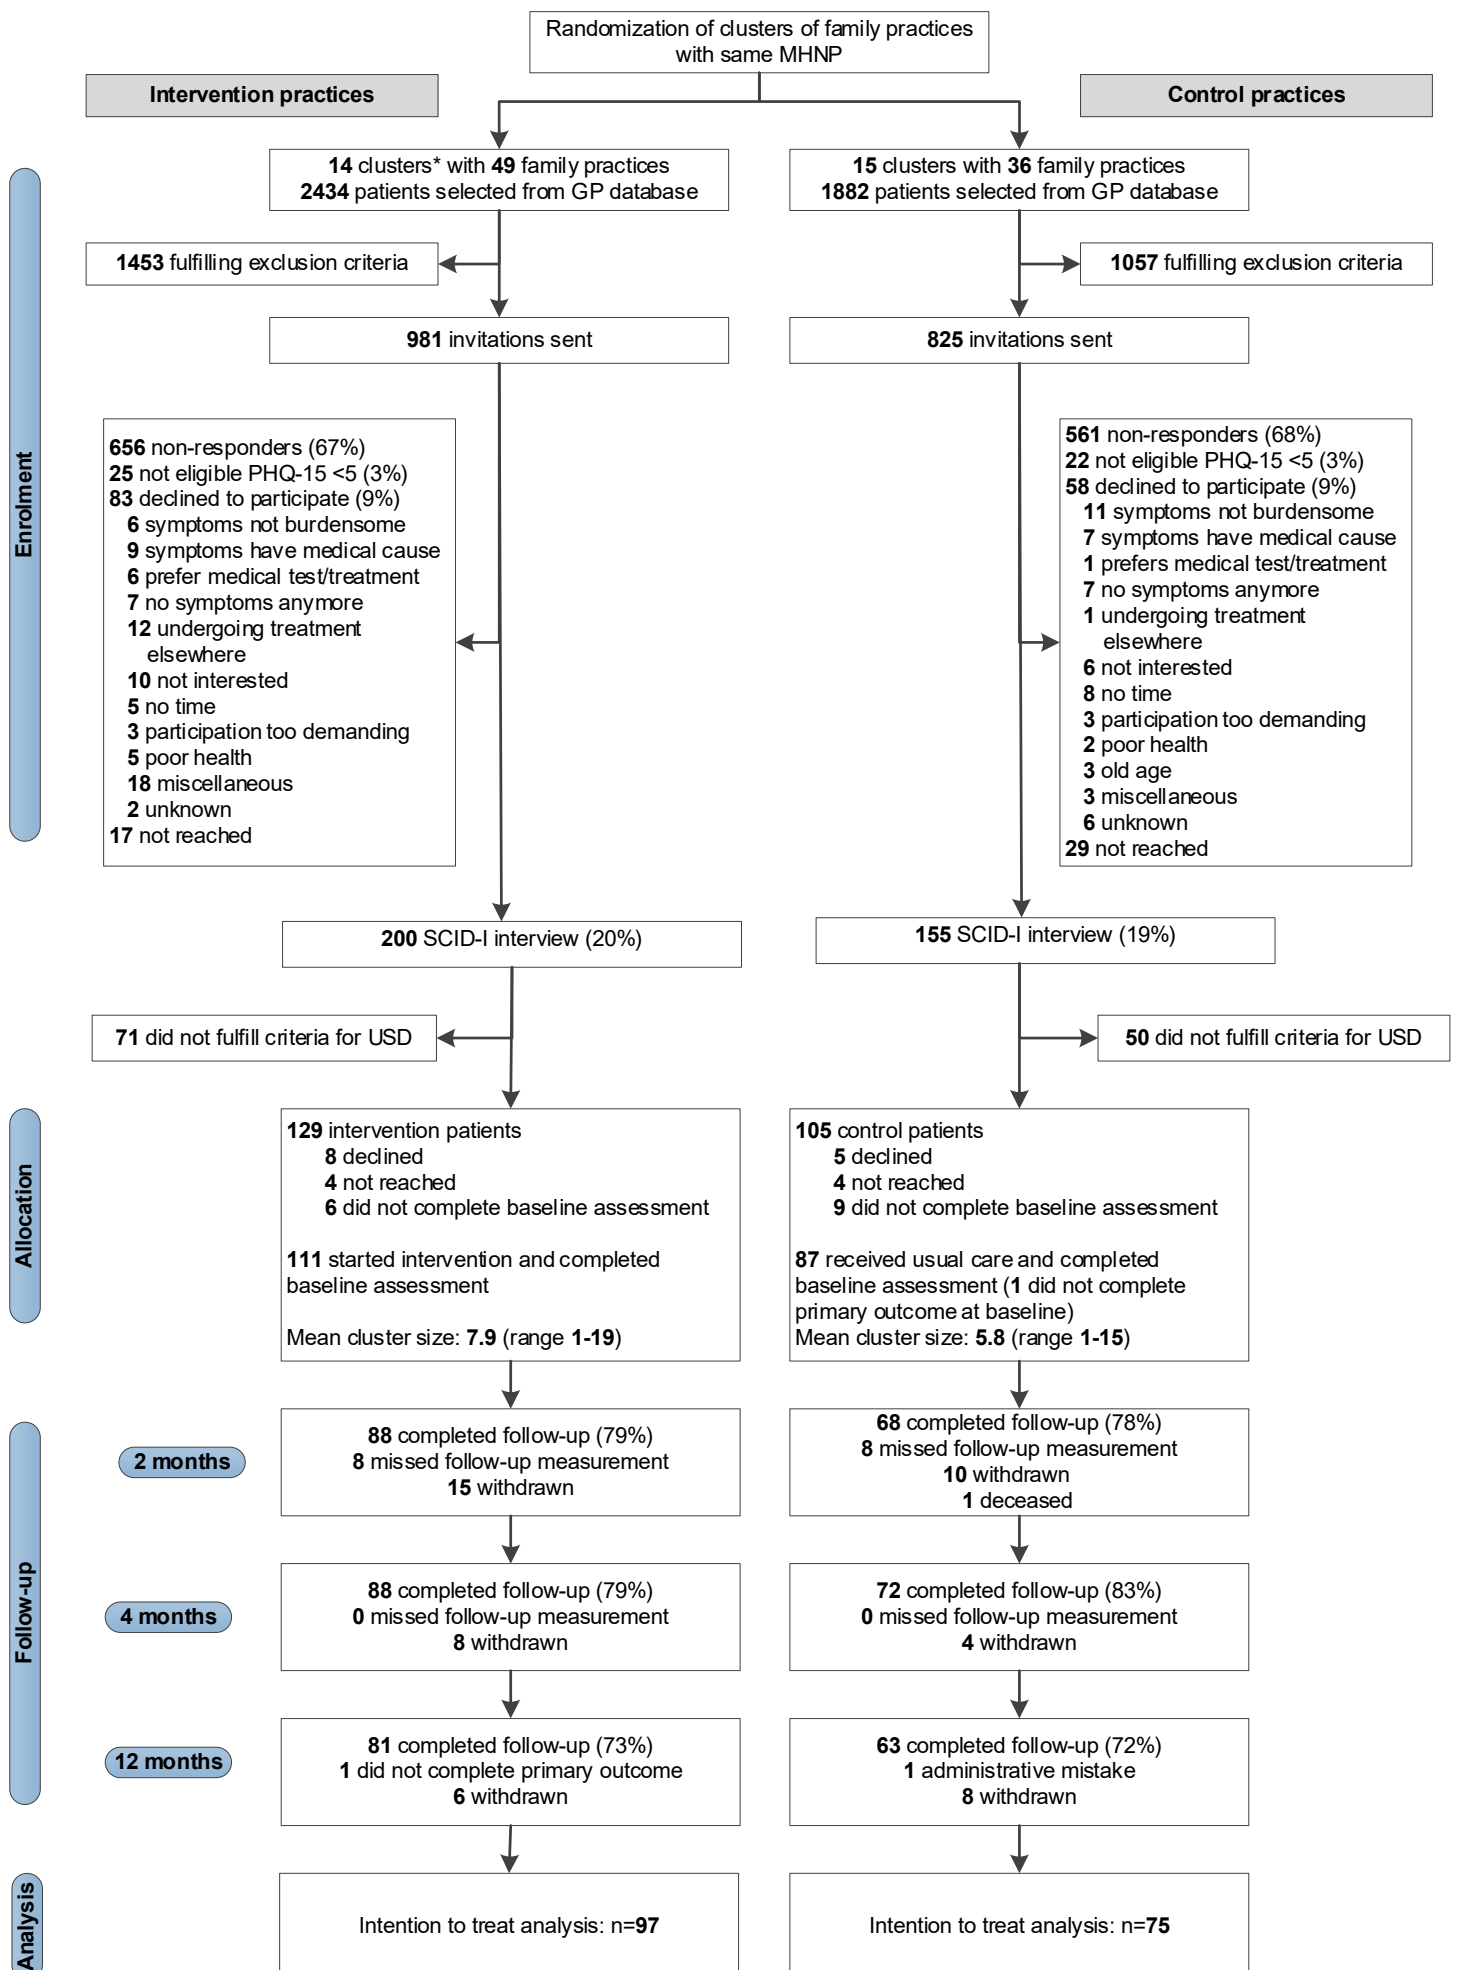 Randomization of clusters of family practices
with same MHNP
Intervention practices
Control practices
14 clusters* with 49 family practices
2434 patients selected from GP database
15 clusters with 36 family practices
1882 patients selected from GP database
1453 fulfilling exclusion criteria
1057 fulfilling exclusion criteria
981 invitations sent
825 invitations sent
Enrolment
656 non-responders (67%)
25 not eligible PHQ-15 <5 (3%)
83 declined to participate (9%)
6 symptoms not burdensome
9 symptoms have medical cause
6 prefer medical test/treatment
7 no symptoms anymore
12 undergoing treatment
elsewhere
10 not interested
5 no time
3 participation too demanding
5 poor health
18 miscellaneous
2 unknown
17 not reached
561 non-responders (68%)
22 not eligible PHQ-15 <5 (3%)
58 declined to participate (9%)
11 symptoms not burdensome
7 symptoms have medical cause
1 prefers medical test/treatment
7 no symptoms anymore
1 undergoing treatment
elsewhere
6 not interested
8 no time
3 participation too demanding
2 poor health
3 old age
3 miscellaneous
6 unknown
29 not reached
200 SCID-I interview (20%)
155 SCID-I interview (19%)
71 did not fulfill criteria for USD
50 did not fulfill criteria for USD
Allocation
129 intervention patients
8 declined
4 not reached
6 did not complete baseline assessment
111 started intervention and completed
baseline assessment
Mean cluster size: 7.9 (range 1-19)
105 control patients
5 declined
4 not reached
9 did not complete baseline assessment
87 received usual care and completed
baseline assessment (1 did not complete
primary outcome at baseline)
Mean cluster size: 5.8 (range 1-15)
Follow-up
2 months
88 completed follow-up (79%)
8 missed follow-up measurement
15 withdrawn
68 completed follow-up (78%)
8 missed follow-up measurement
10 withdrawn
1 deceased
4 months
88 completed follow-up (79%)
0 missed follow-up measurement
8 withdrawn
72 completed follow-up (83%)
0 missed follow-up measurement
4 withdrawn
12 months
81 completed follow-up (73%)
1 did not complete primary outcome
6 withdrawn
63 completed follow-up (72%)
1 administrative mistake
8 withdrawn
Analysis
Intention to treat analysis: n=97
Intention to treat analysis: n=75